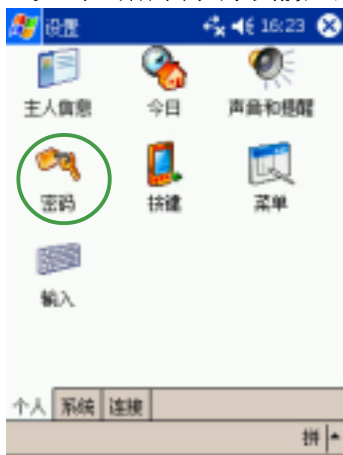 设置 16:23
主人信息 今日 声音和提醒
密码 按键 菜单
输入
个人 系统 连接
拼